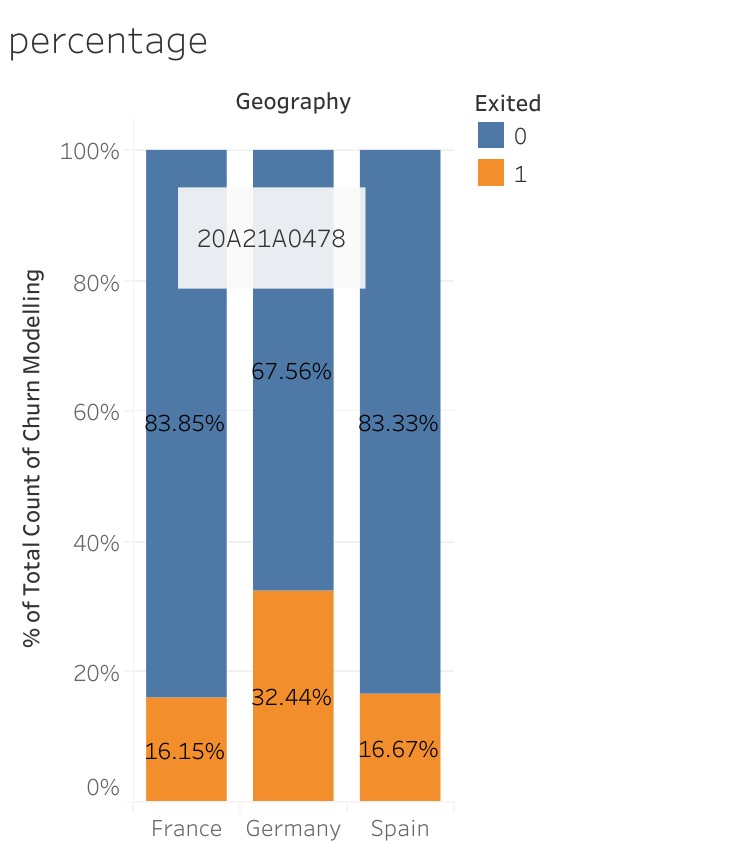 percentage
Geography
Exited
0
1
% of Total Count of Churn Modelling
100%
80%
60%
40%
20%
0%
20A21A0478
67.56%
83.85%
83.33%
32.44%
16.15%
16.67%
France
Germany
Spain